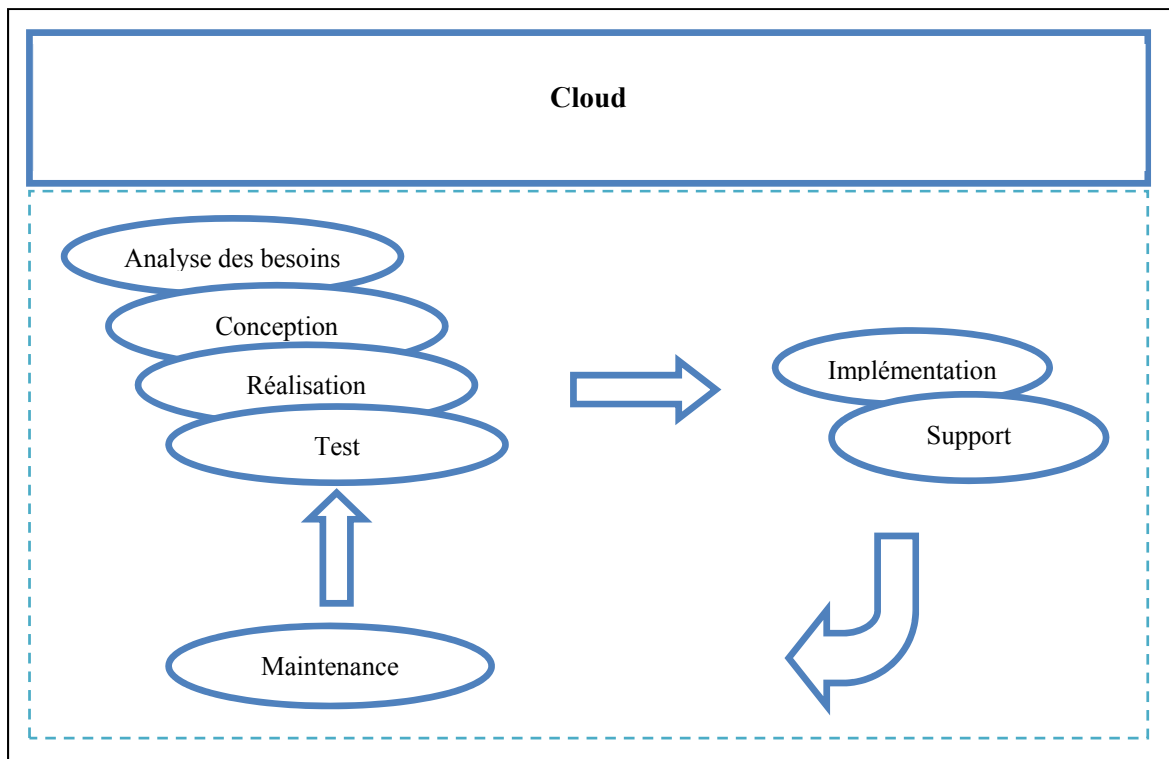 Cloud
Analyse des besoins
Conception
Réalisation
Test
Implémentation
Support
Maintenance